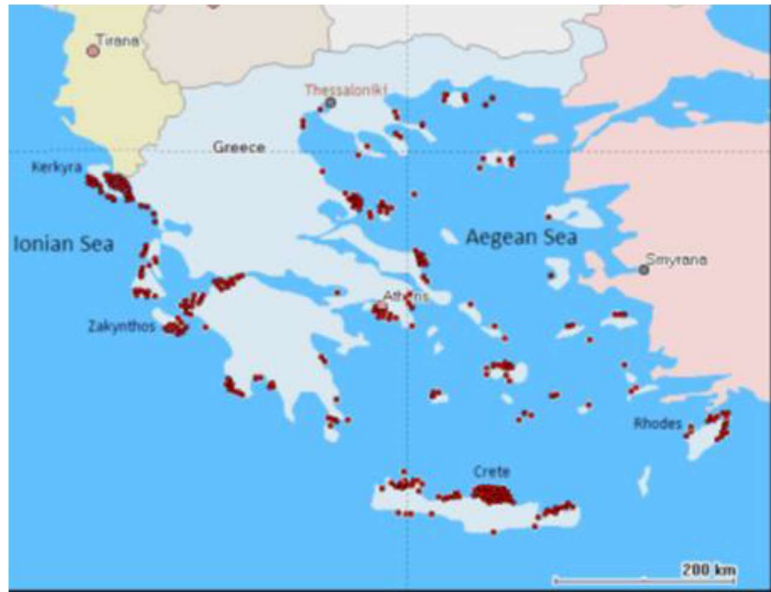 Tirana
Thessaloniki
Greece
Kerkyra
Ionian Sea
Aegean Sea
Smyrana
Athens
Zakynthos
Rhodes
Crete
200 km